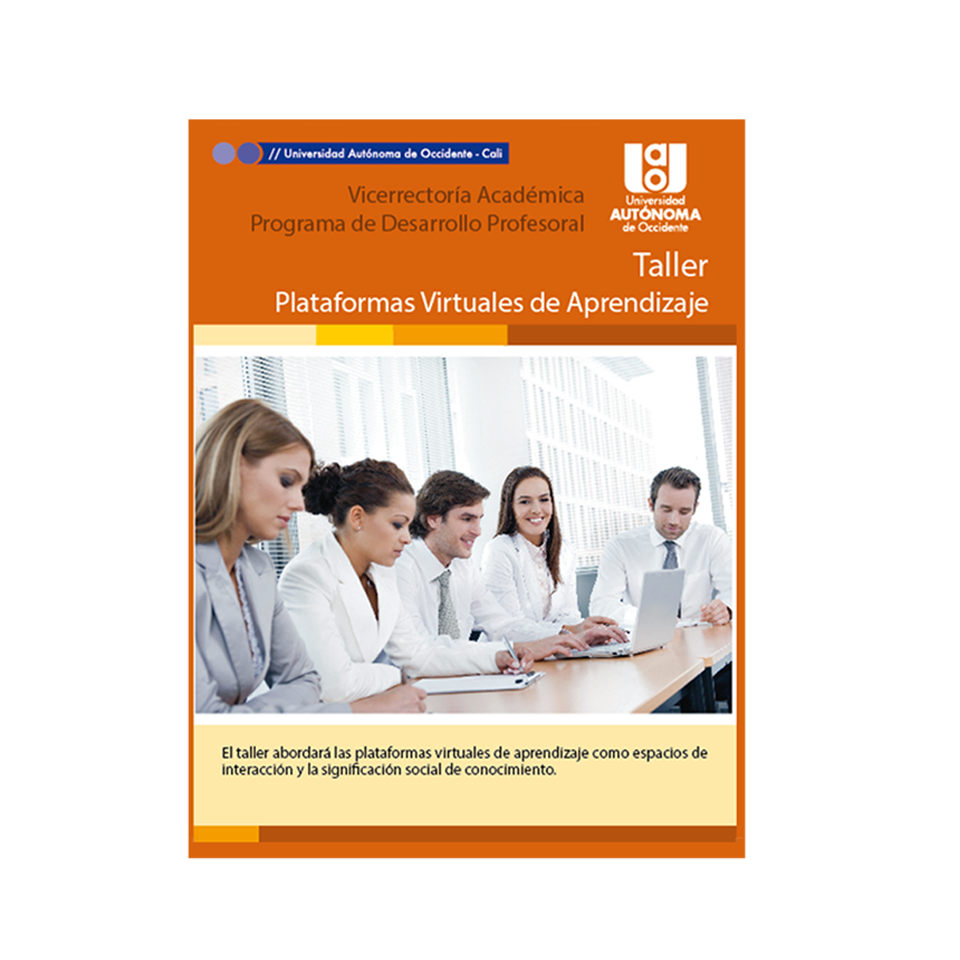 // Universidad Autónoma de Occidente - Cali
Vicerrectoría Académica
Programa de Desarrollo Profesoral
Universidad
AUTÓNOMA
de Occidente
Taller
Plataformas Virtuales de Aprendizaje
El taller abordará las plataformas virtuales de aprendizaje como espacios de
interacción y la significación social de conocimiento.